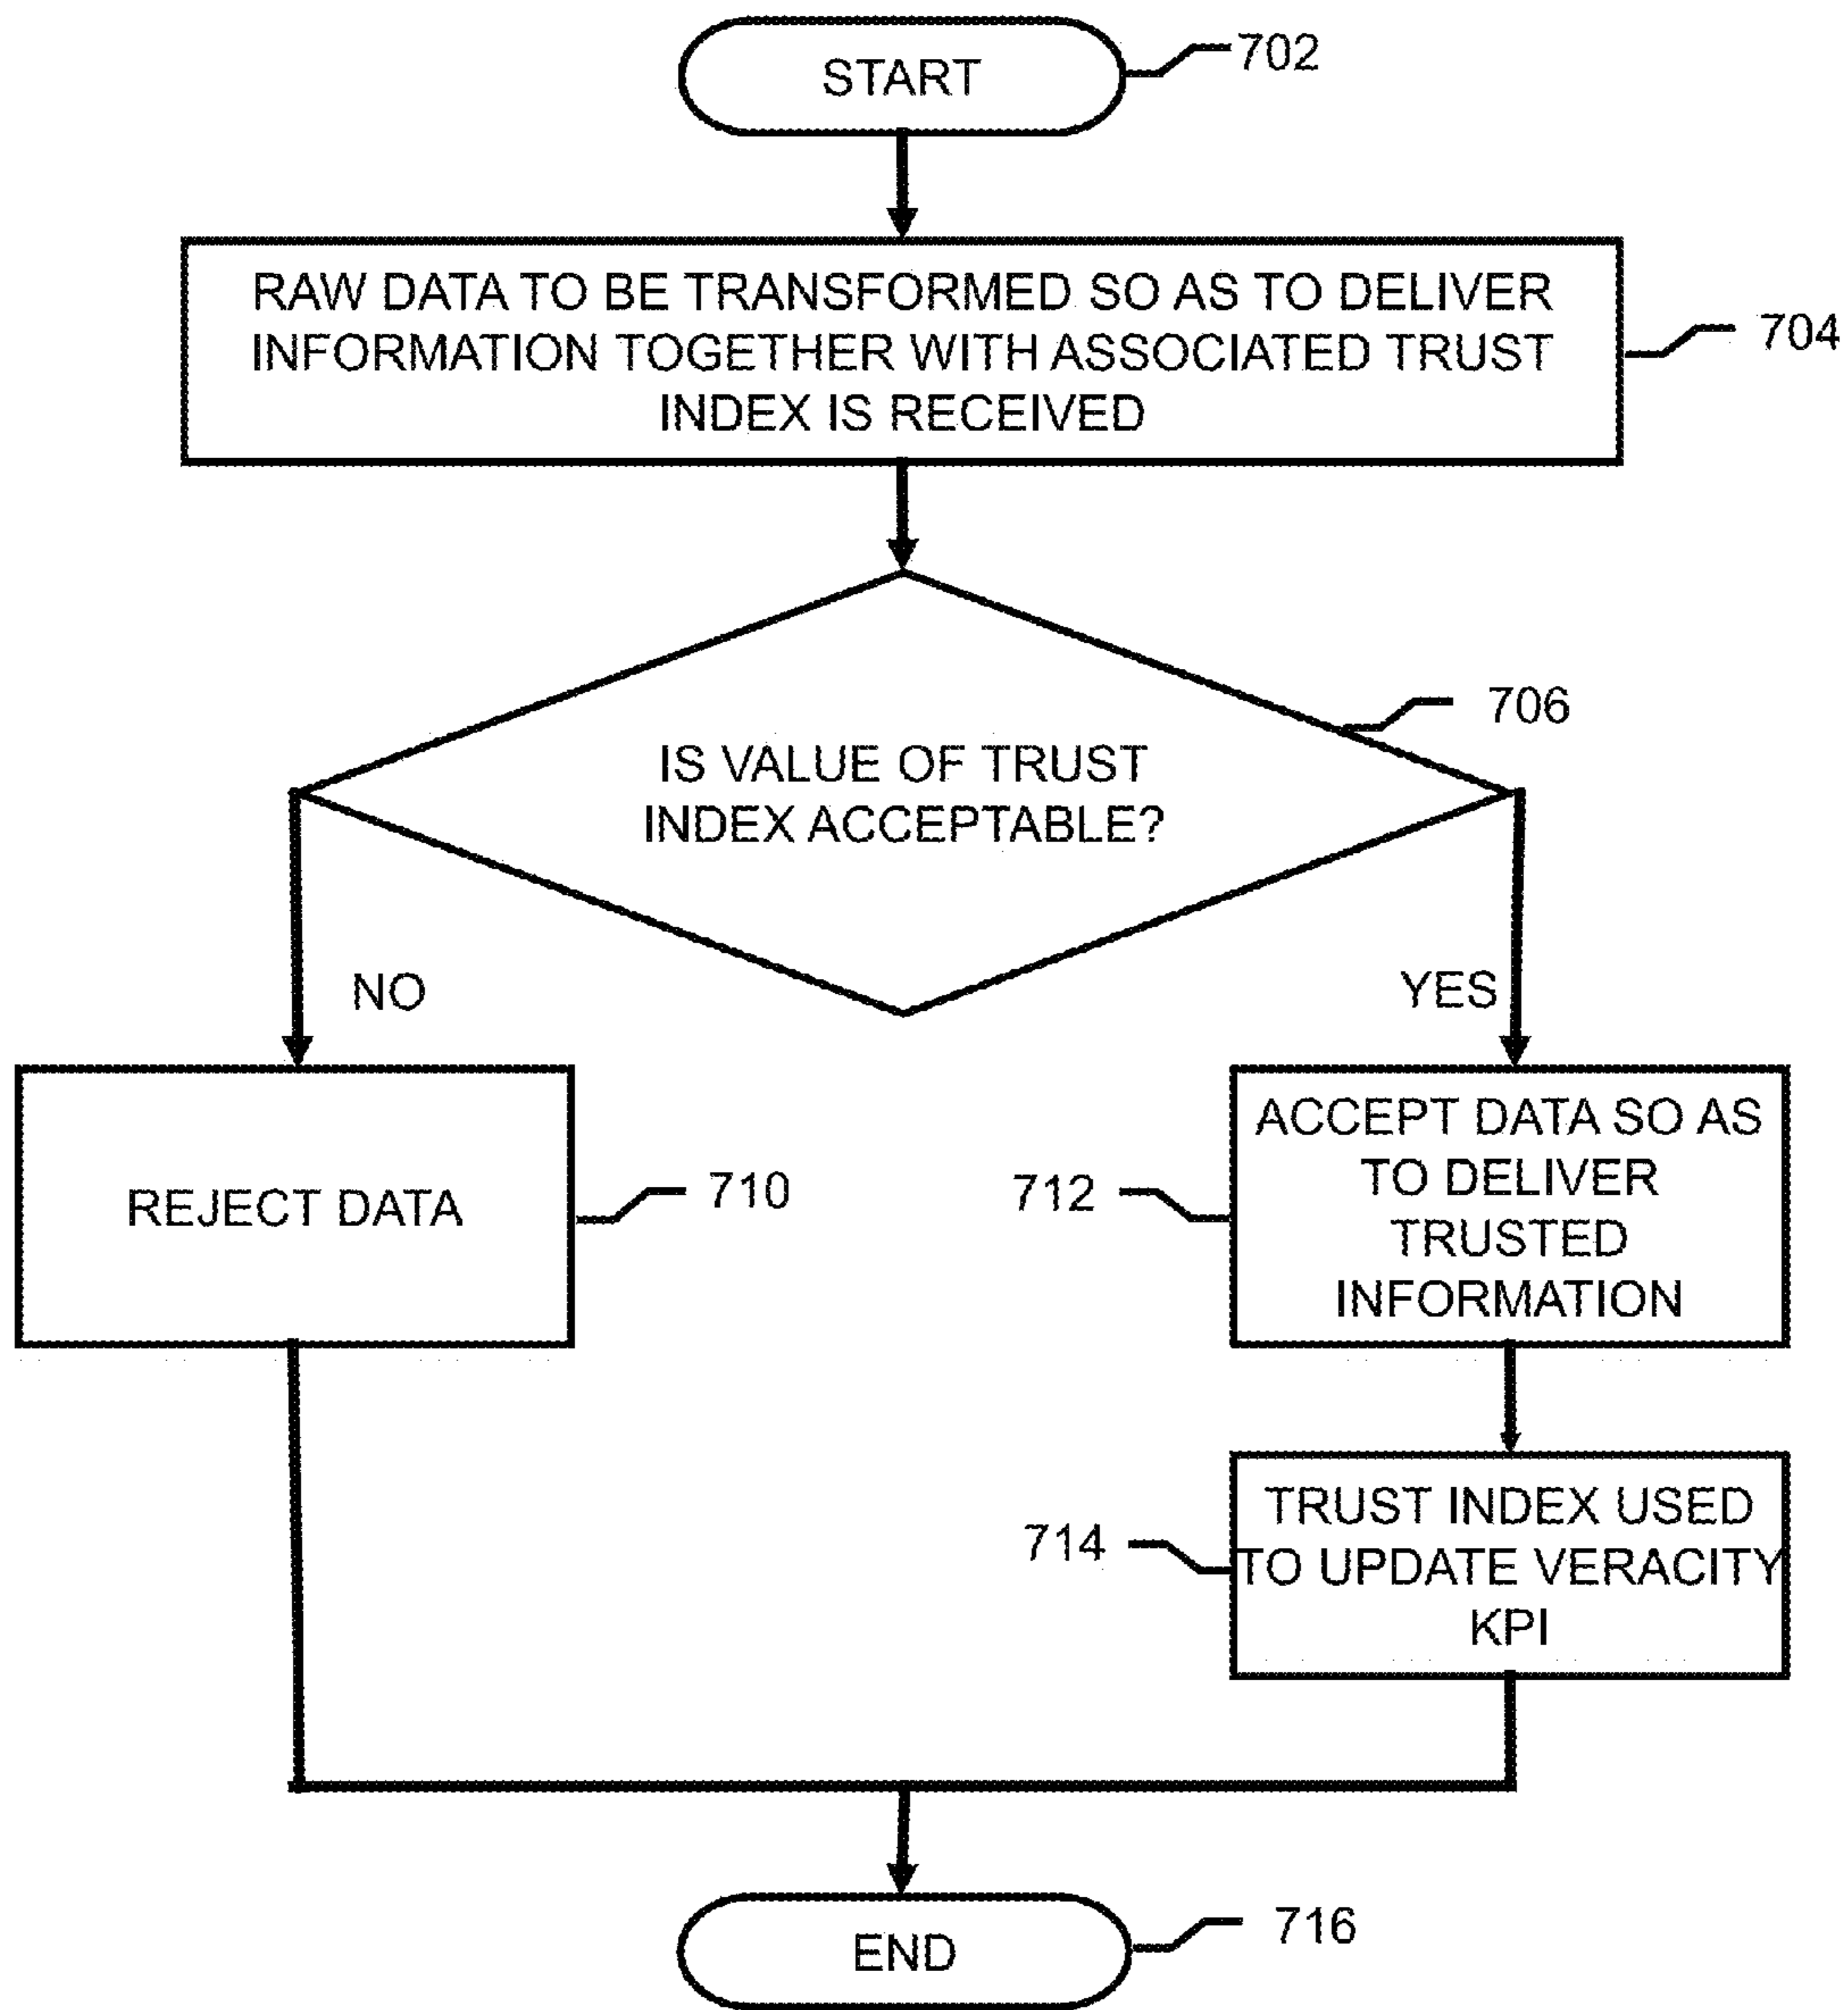 START
702
RAW DATA TO BE TRANSFORMED SO AS TO DELIVER
INFORMATION TOGETHER WITH ASSOCIATED TRUST
INDEX IS RECEIVED
704
706
IS VALUE OF TRUST
INDEX ACCEPTABLE?
NO
YES
REJECT DATA
710
712
ACCEPT DATA SO AS
TO DELIVER
TRUSTED
INFORMATION
714
TRUST INDEX USED
TO UPDATE VERACITY
KPI
END
716